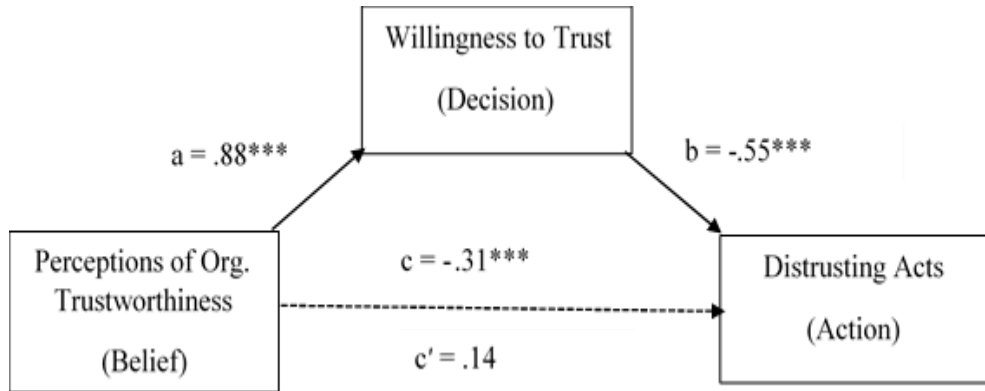 Willingness to Trust
(Decision)
a = .88***
b = -.55***
Perceptions of Org.
Trustworthiness
(Belief)
c = -.31***
c' = .14
Distrusting Acts
(Action)